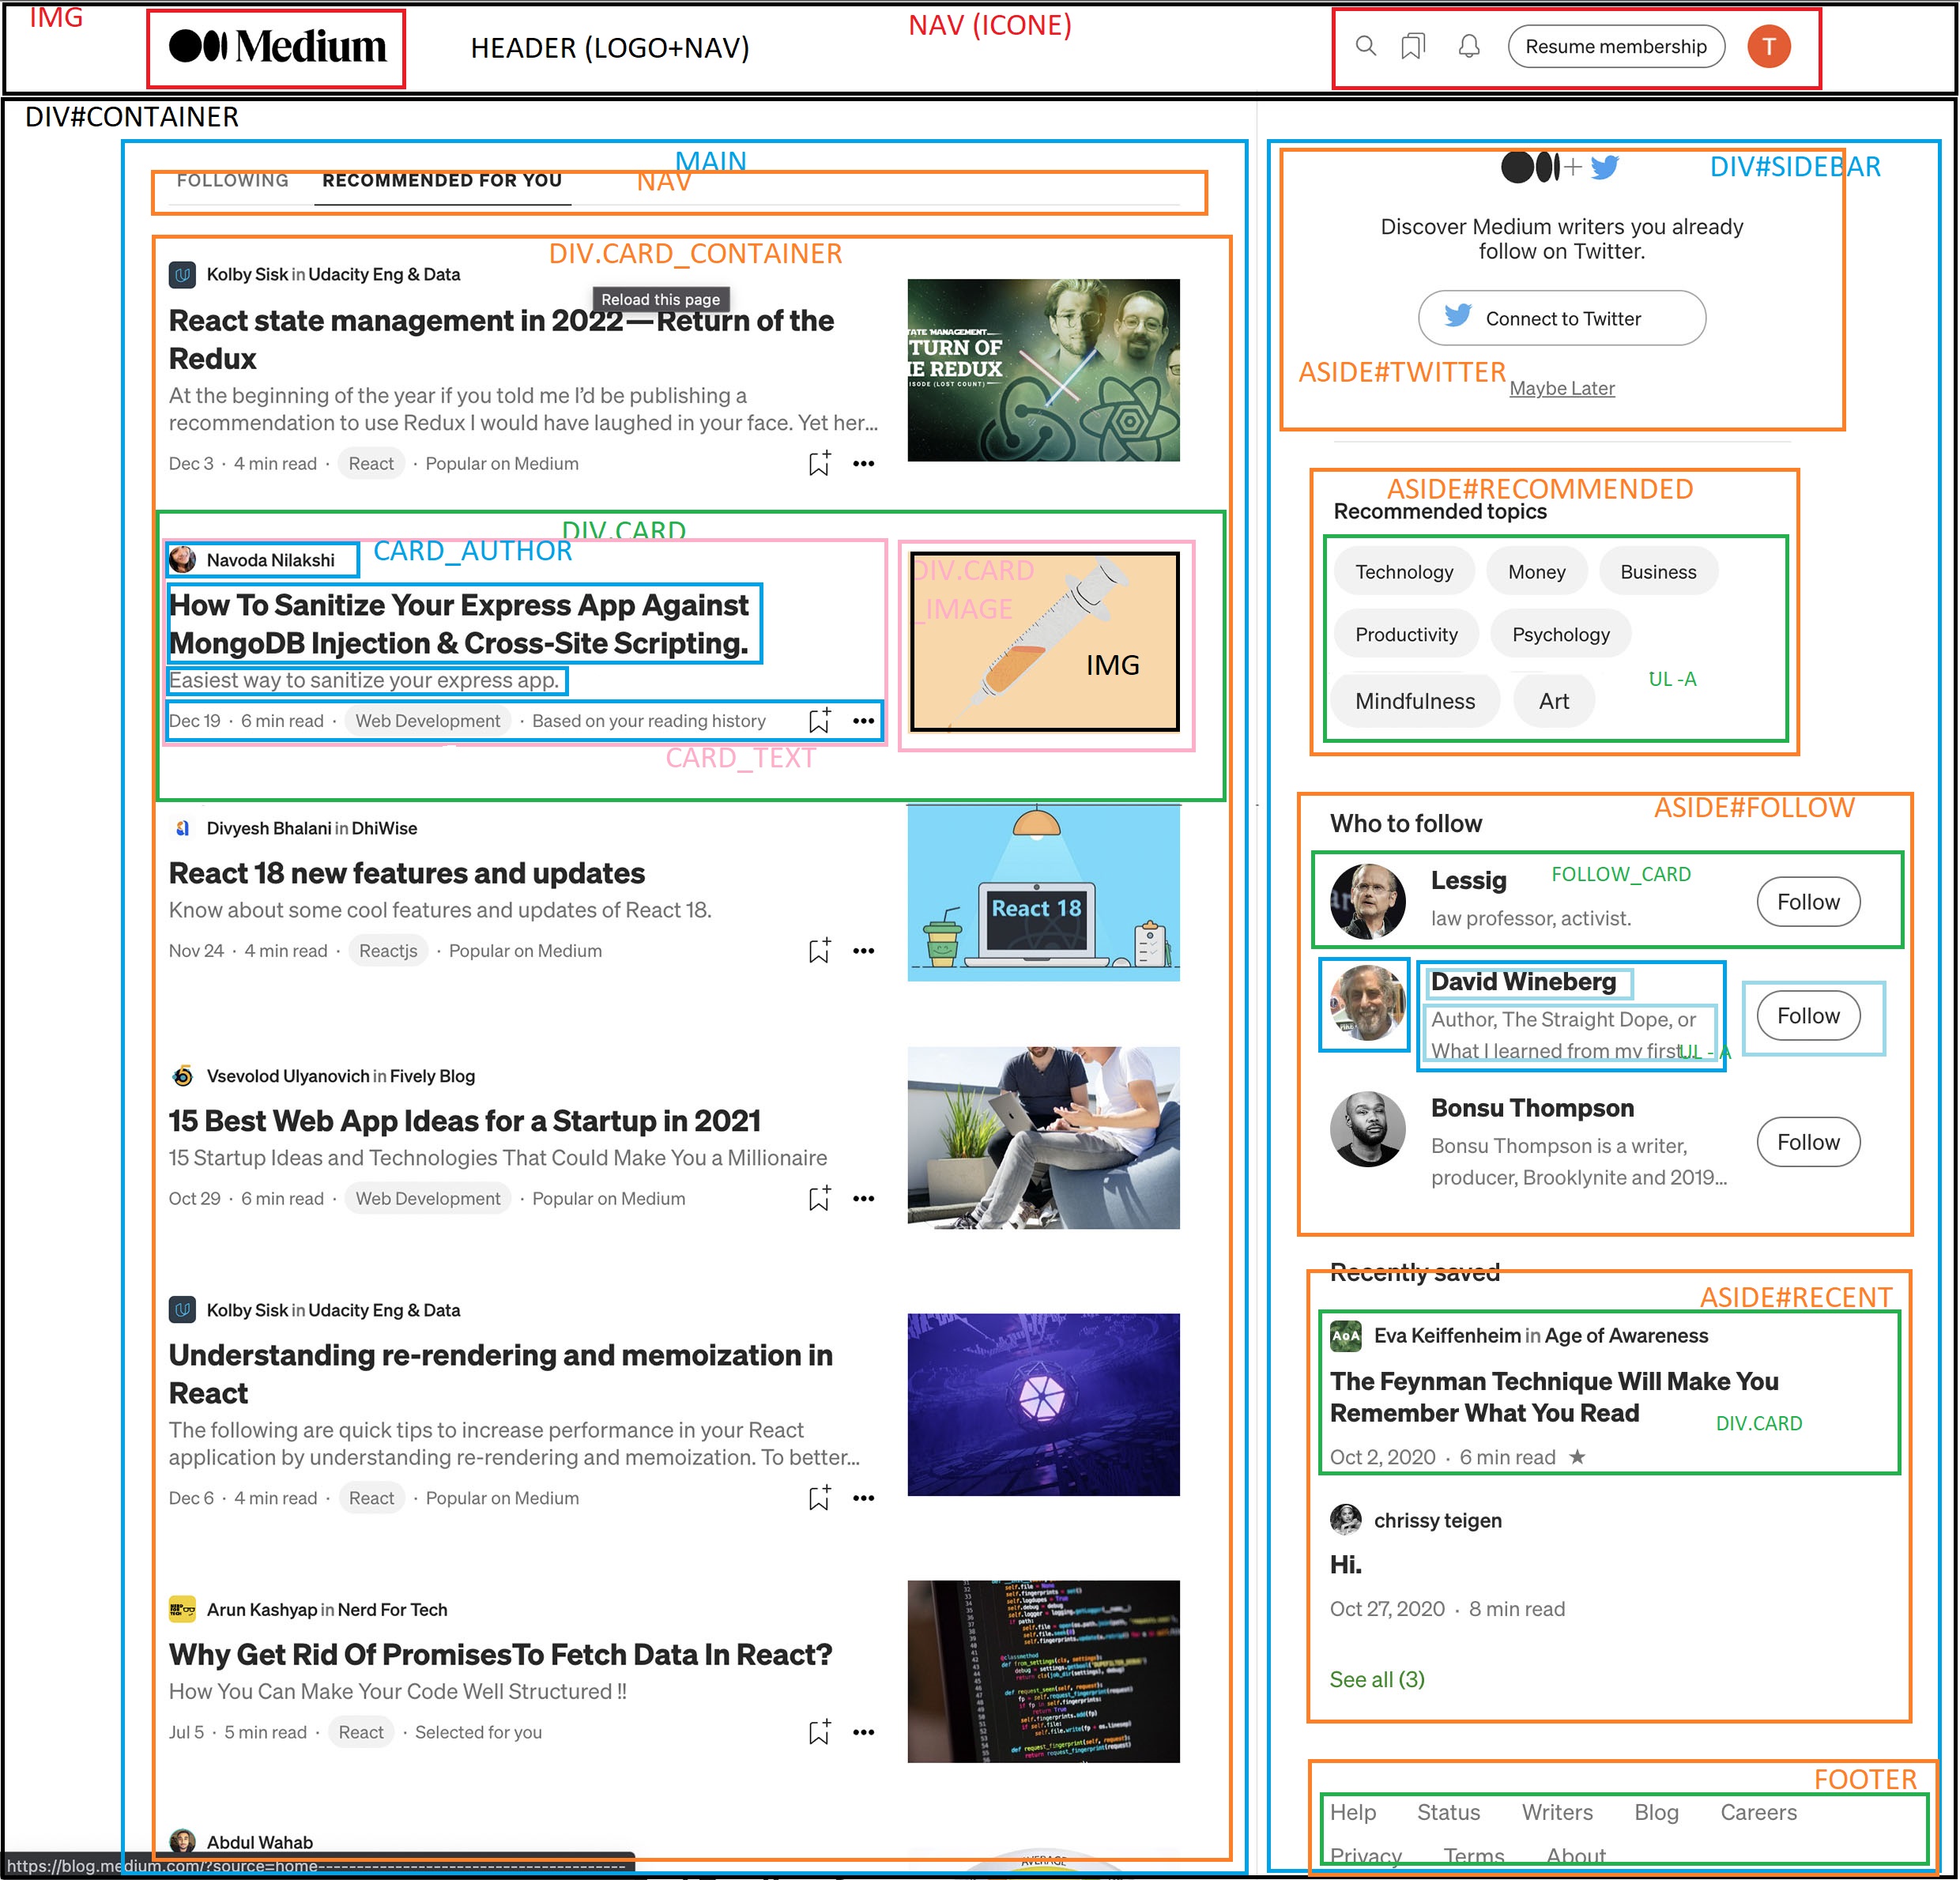 IMG
Medium
HEADER (LOGO+NAV)
NAV (ICONE)
Resume membership
T
DIV#CONTAINER
MAIN
FOLLOWING
RECOMMENDED FOR YOU
NAV
DIV.CARD_CONTAINER
Kolby Sisk in Udacity Eng & Data
Reload this page
React state management in 2022—Return of the
Redux
At the beginning of the year if you told me I'd be publishing a
recommendation to use Redux I would have laughed in your face. Yet her...
Dec 3 · 4 min read · React · Popular on Medium
TATE MANAGEMENT
TURN OF
E REDUX
ISODE (LOST COUNT)
DIV.CARD
Navoda Nilakshi
CARD_AUTHOR
How To Sanitize Your Express App Against
MongoDB Injection & Cross-Site Scripting.
Easiest way to sanitize your express app.
Dec 19 · 6 min read · Web Development · Based on your reading history
CARD_TEXT
DIV.CARD
_IMAGE
IMG
Divyesh Bhalani in DhiWise
React 18 new features and updates
Know about some cool features and updates of React 18.
Nov 24 · 4 min read · Reactjs · Popular on Medium
React 18
Vsevolod Ulyanovich in Fively Blog
15 Best Web App Ideas for a Startup in 2021
15 Startup Ideas and Technologies That Could Make You a Millionaire
Oct 29 · 6 min read · Web Development · Popular on Medium
Kolby Sisk in Udacity Eng & Data
Understanding re-rendering and memoization in
React
The following are quick tips to increase performance in your React
application by understanding re-rendering and memoization. To better...
Dec 6 · 4 min read · React · Popular on Medium
Arun Kashyap in Nerd For Tech
Why Get Rid Of PromisesTo Fetch Data In React?
How You Can Make Your Code Well Structured !!
Jul 5 · 5 min read · React · Selected for you
Abdul Wahab
AVERAGE
https://blog.medium.com/?source=home----------------------------------------
+
DIV#SIDEBAR
Discover Medium writers you already
follow on Twitter.
Connect to Twitter
ASIDE#TWITTER
Maybe Later
ASIDE#RECOMMENDED
Recommended topics
Technology
Money
Business
Productivity
Psychology
Mindfulness
Art
UL -A
ASIDE#FOLLOW
Who to follow
Lessig
FOLLOW_CARD
law professor, activist.
Follow
David Wineberg
Author, The Straight Dope, or
What I learned from my first...
UL - A
Follow
Bonsu Thompson
Bonsu Thompson is a writer,
producer, Brooklynite and 2019...
Follow
Recently saved
ASIDE#RECENT
AoA
Eva Keiffenheim in Age of Awareness
The Feynman Technique Will Make You
Remember What You Read
DIV.CARD
Oct 2, 2020 · 6 min read ★
chrissy teigen
Hi.
Oct 27, 2020 · 8 min read
See all (3)
FOOTER
Help Status Writers Blog Careers
Privacy Terms About